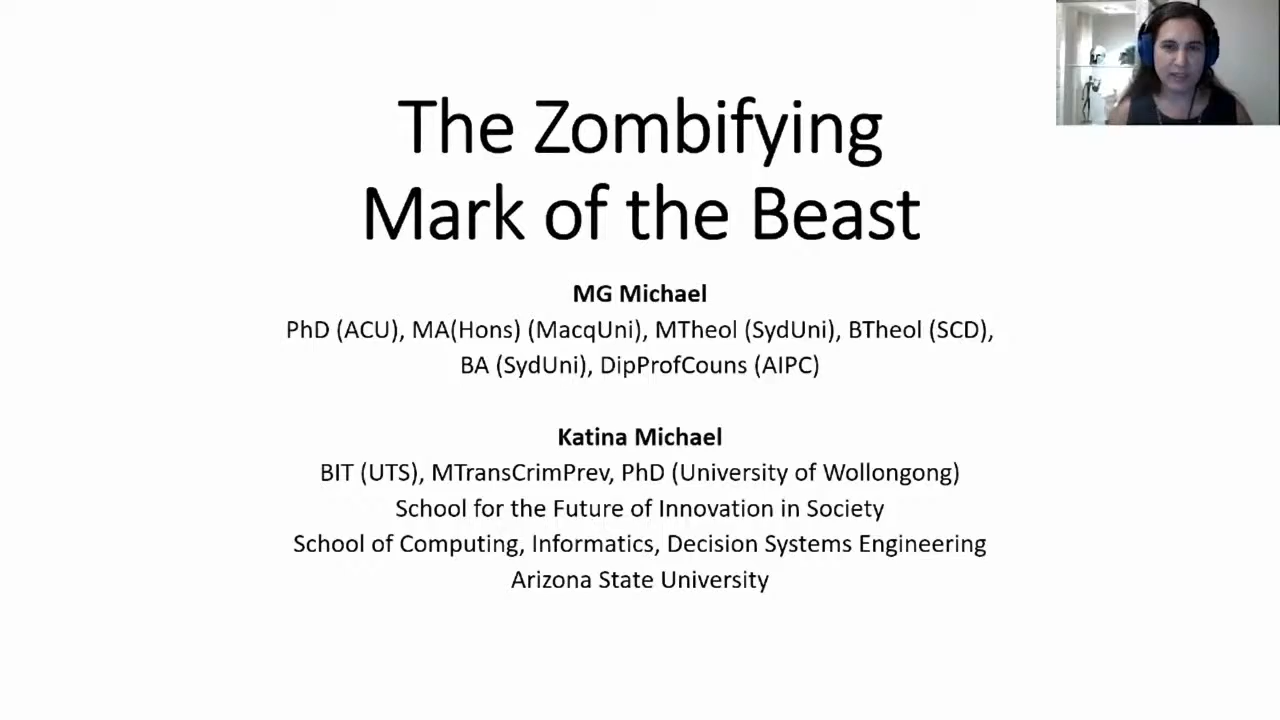 The Zombifying
Mark of the Beast
MG Michael
PhD (ACU), MA(Hons) (MacqUni), MTheol (SydUni), BTheol (SCD),
BA (SydUni), DipProfCouns (AIPC)
Katina Michael
BIT (UTS), MTransCrimPrev, PhD (University of Wollongong)
School for the Future of Innovation in Society
School of Computing, Informatics, Decision Systems Engineering
Arizona State University